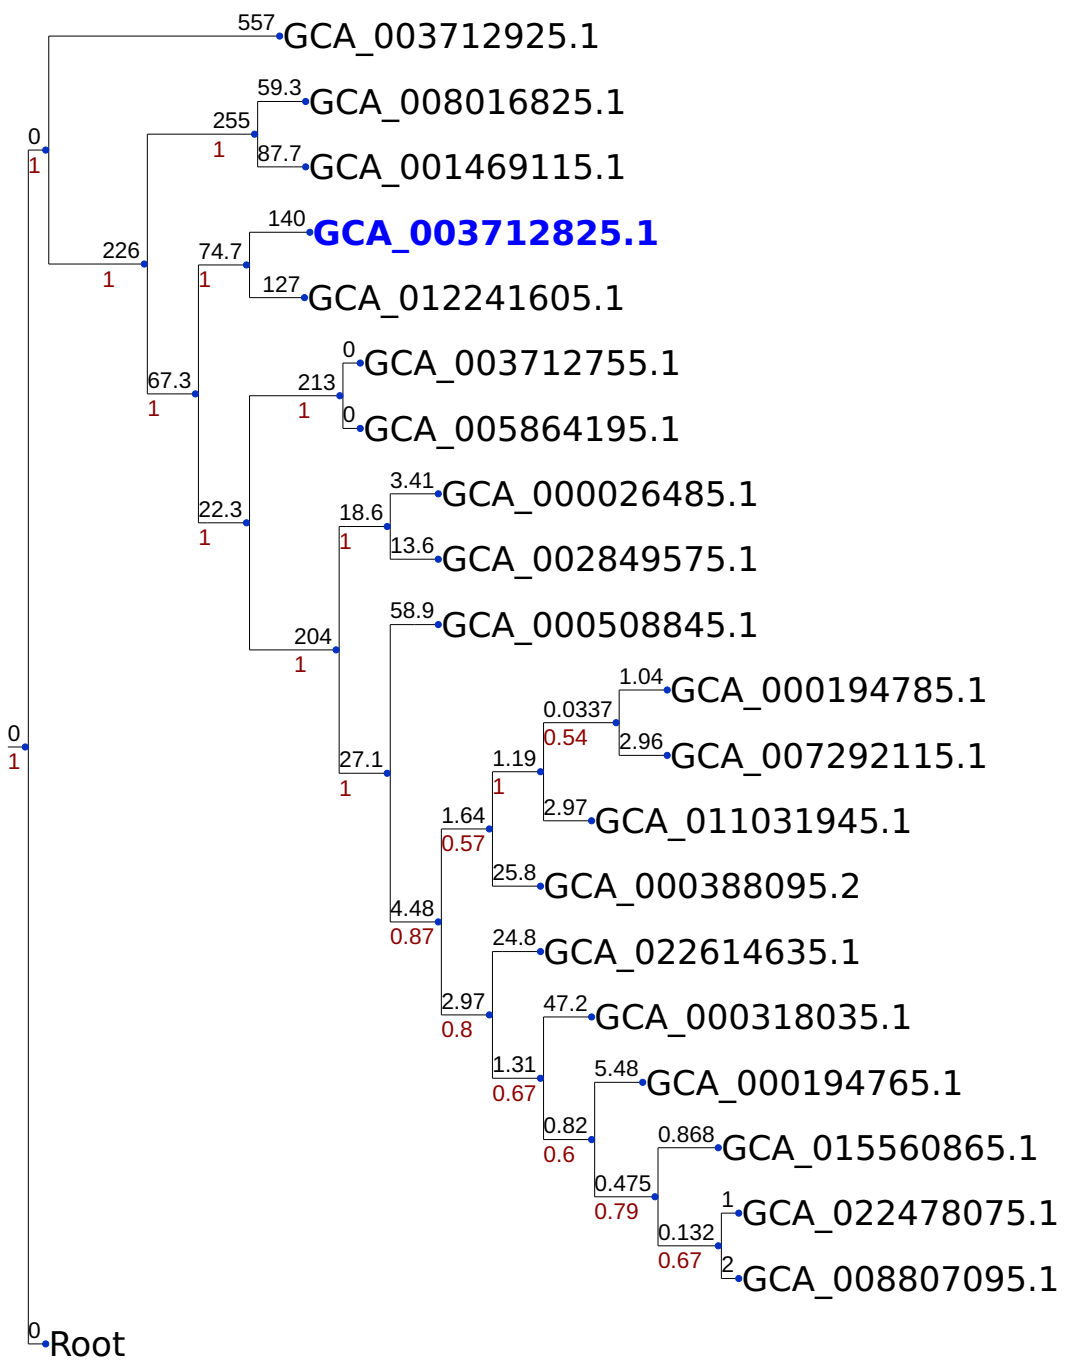 557
GCA_003712925.1
59.3
GCA_008016825.1
255
1
87.7
GCA_001469115.1
0
1
140
GCA_003712825.1
226
1
74.7
1
127
GCA_012241605.1
0
GCA_003712755.1
67.3
1
213
1
0
GCA_005864195.1
3.41
GCA_000026485.1
22.3
1
18.6
1
13.6
GCA_002849575.1
58.9
GCA_000508845.1
204
1
1.04
GCA_000194785.1
0.0337
0.54
0
1
2.96
GCA_007292115.1
27.1
1
1.19
1
2.97
GCA_011031945.1
1.64
0.57
25.8
GCA_000388095.2
4.48
0.87
24.8
GCA_022614635.1
2.97
0.8
47.2
GCA_000318035.1
1.31
0.67
5.48
GCA_000194765.1
0.82
0.6
0.868
GCA_015560865.1
0.475
0.79
1
GCA_022478075.1
0.132
0.67
2
GCA_008807095.1
0
Root